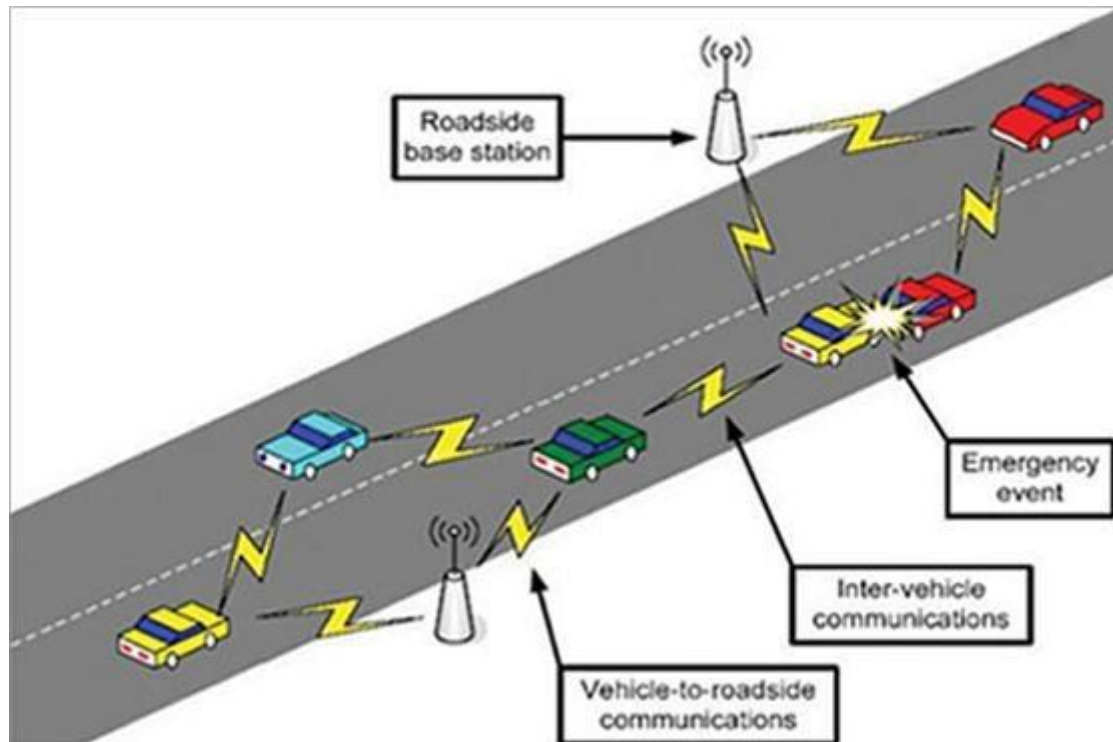 Roadside
base station
Emergency
event
Inter-vehicle
communications
Vehicle-to-roadside
communications